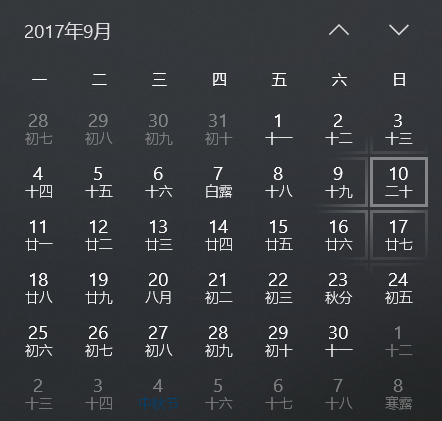 2017年9月
一 二 三 四 五 六 日
28 29 30 31 1 2 3
初七 初八 初九 初十 十一 十二 十三
4 5 6 7 8 9 10
十四 十五 十六 白露 十八 十九 二十
11 12 13 14 15 16 17
廿一 廿二 廿三 廿四 廿五 廿六 廿七
18 19 20 21 22 23 24
廿八 廿九 八月 初二 初三 秋分 初五
25 26 27 28 29 30 1
初六 初七 初八 初九 初十 十一 十二
2 3 4 5 6 7 8
十三 十四 中秋节 十六 十七 十八 寒露